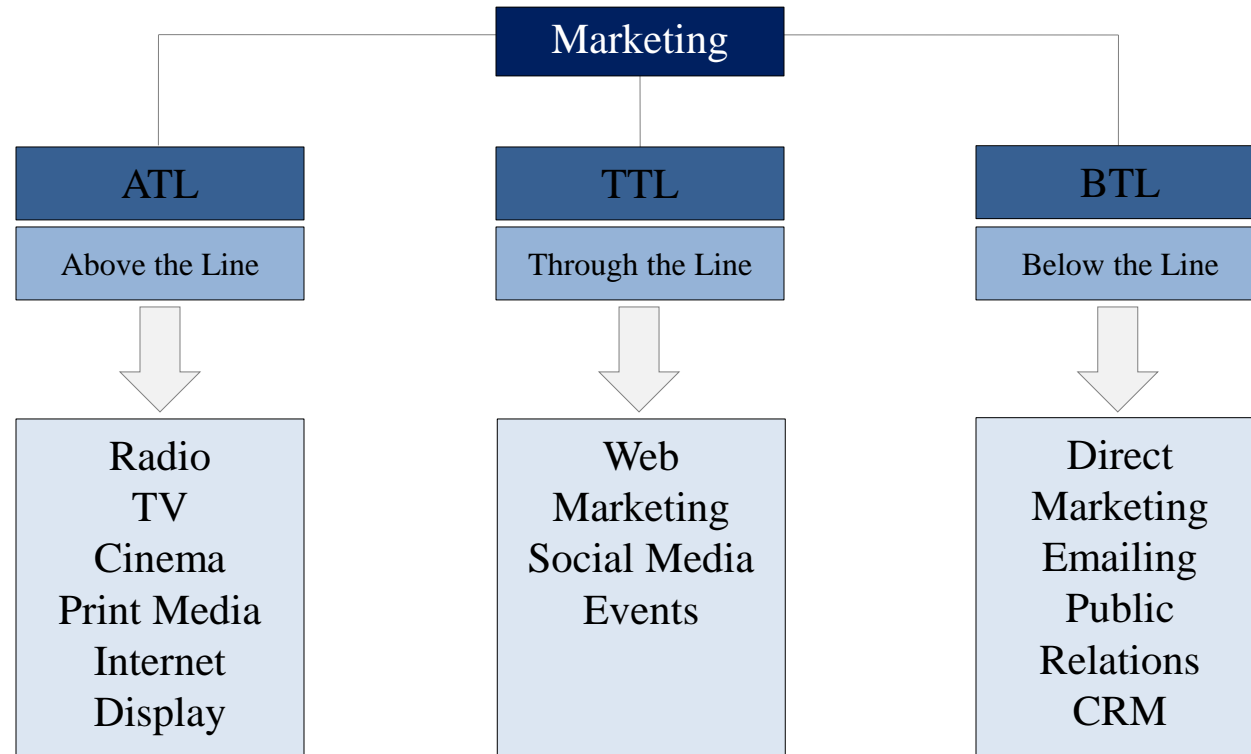 Marketing
ATL
Above the Line
Radio
TV
Cinema
Print Media
Internet
Display
TTL
Through the Line
Web
Marketing
Social Media
Events
BTL
Below the Line
Direct
Marketing
Emailing
Public
Relations
CRM